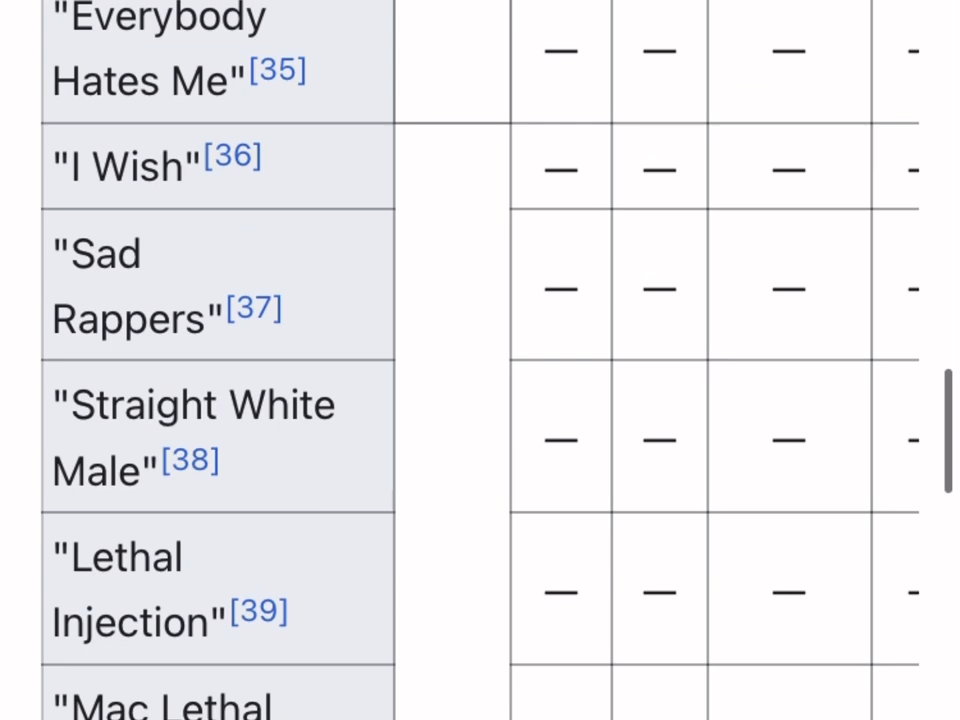 "Everybody
Hates Me"[35] — — — -
"I Wish"[36] — — — -
"Sad
Rappers"[37] — — — -
"Straight White
Male"[38] — — — -
"Lethal
Injection"[39] — — — -
"Mac Lethal